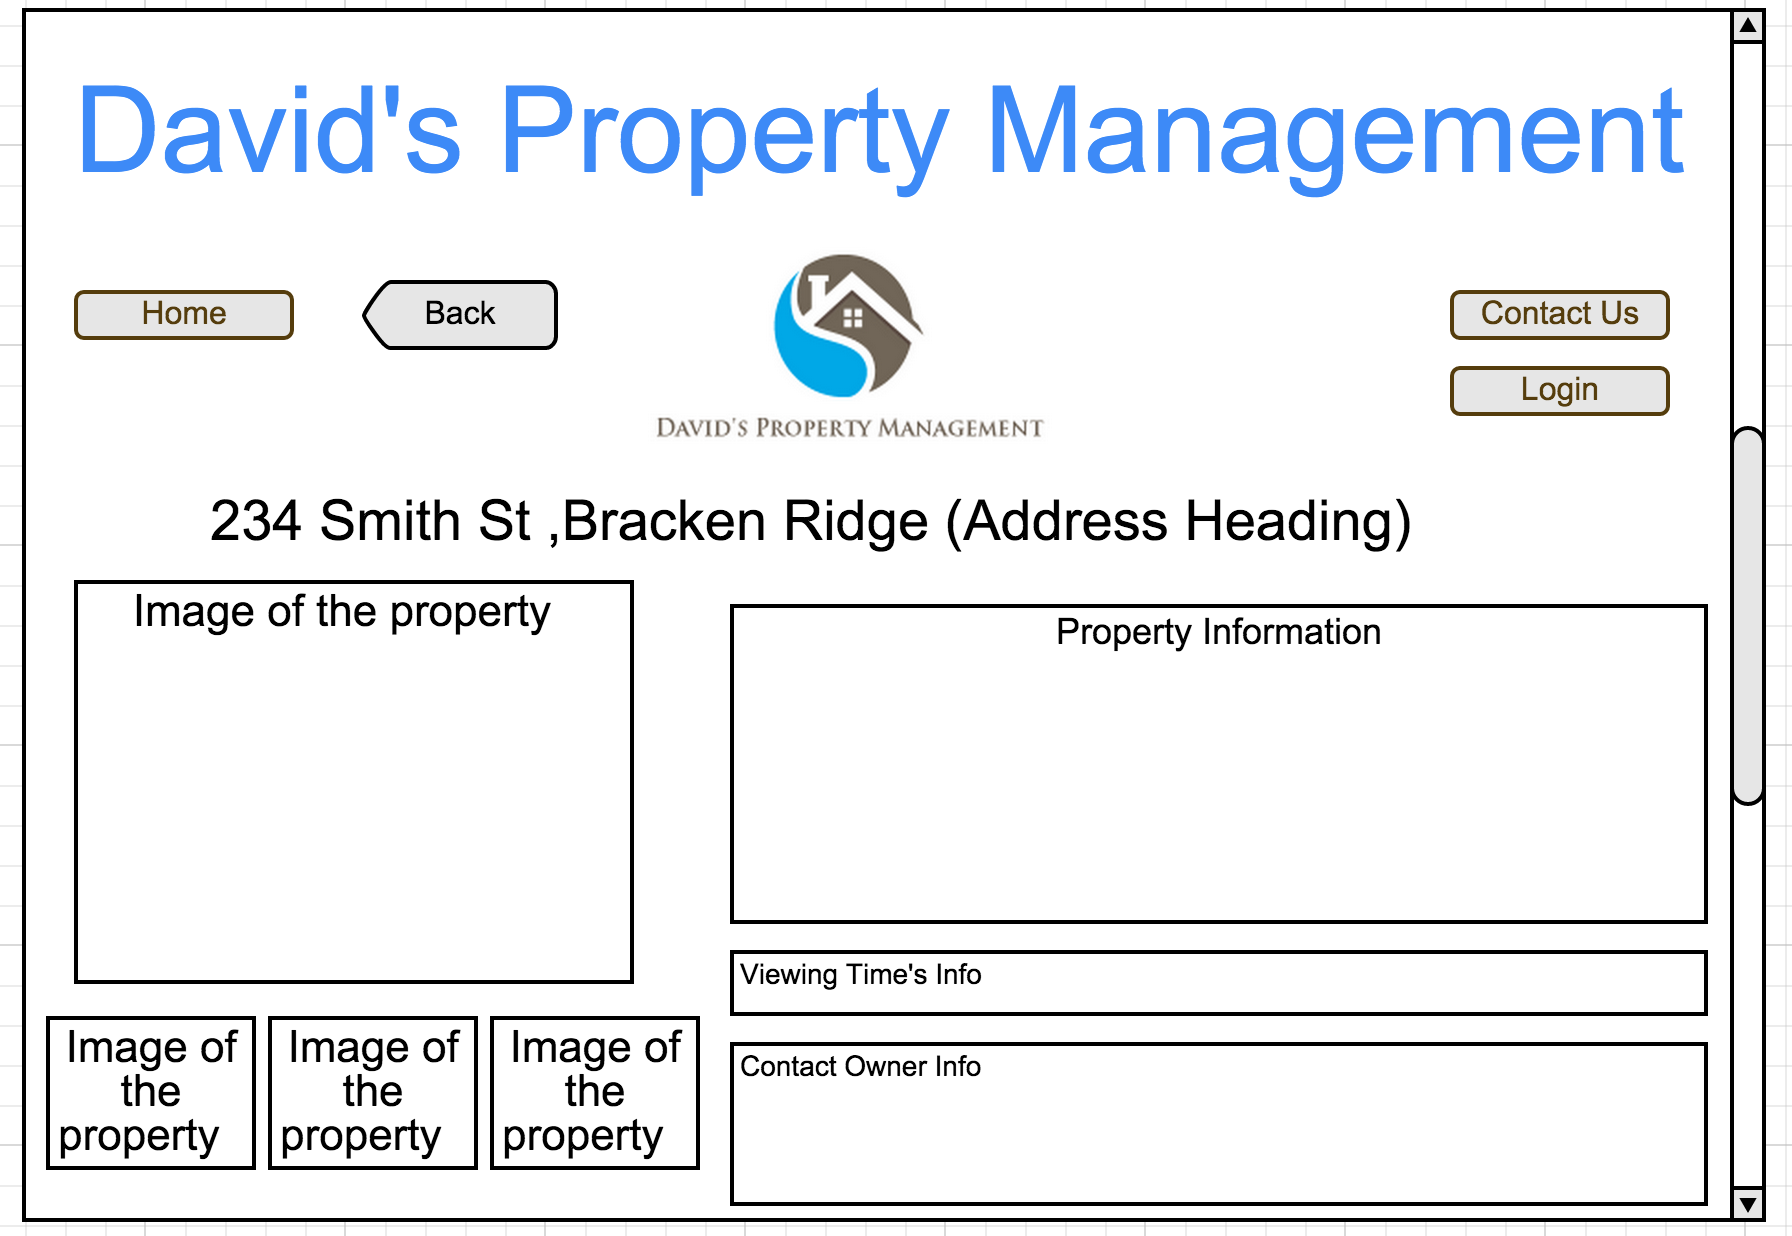 David's Property Management
Home
Back
Contact Us
Login
DAVID'S PROPERTY MANAGEMENT
234 Smith St ,Bracken Ridge (Address Heading)
Image of the property
Property Information
Viewing Time's Info
Contact Owner Info
Image of
the
property
Image of
the
property
Image of
the
property